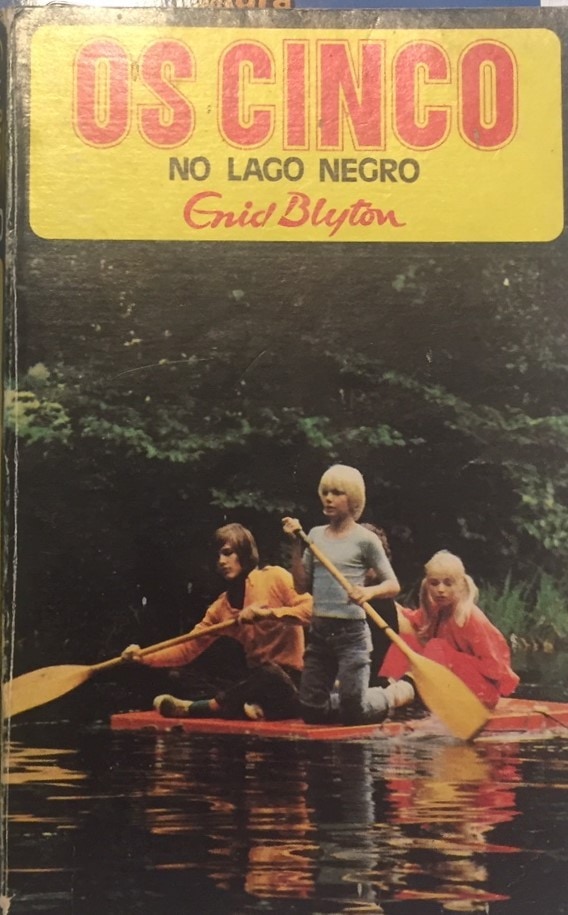 OS CINCO
NO LAGO NEGRO
Enid Blyton